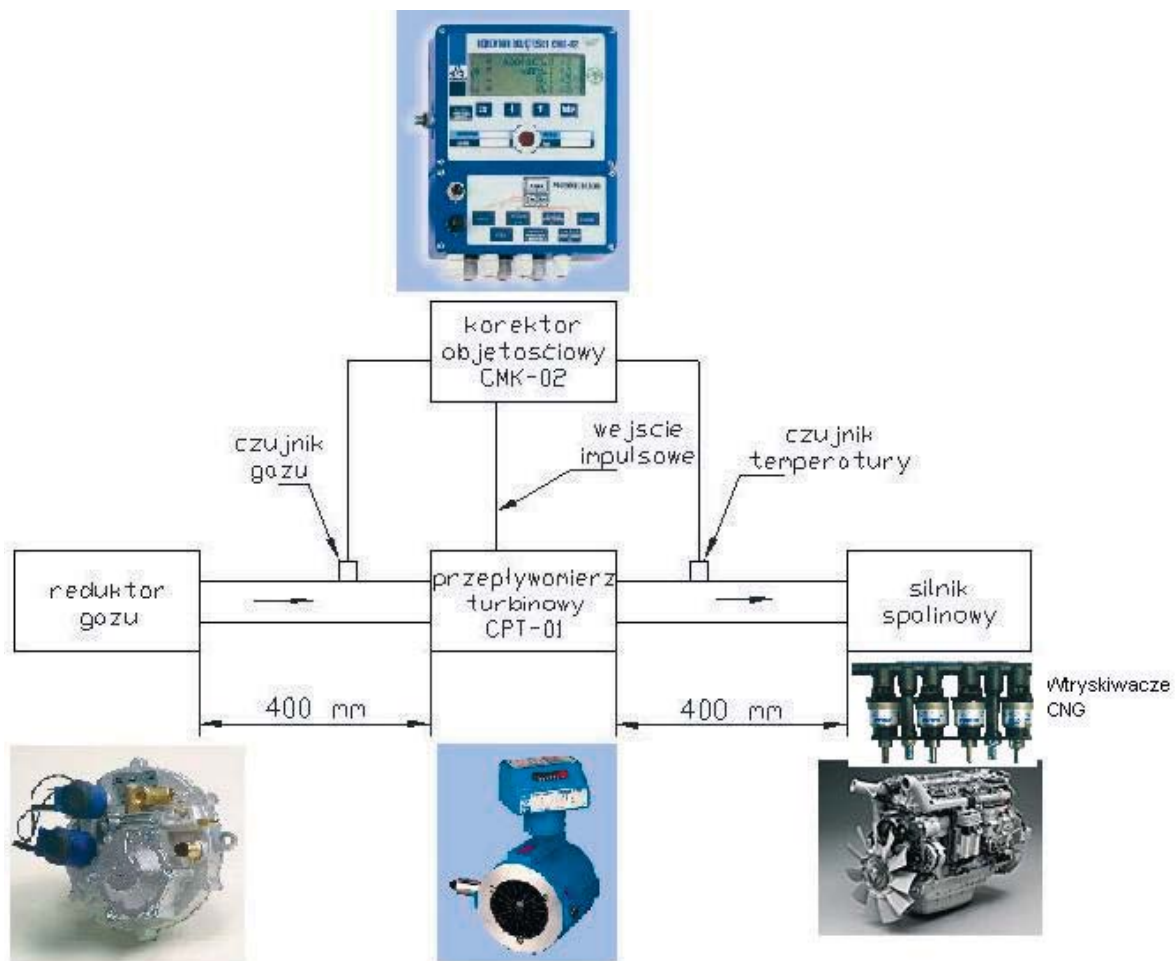 korektor
objętościowy
CMK-02
czujnik
gazu
wejscie
impulsowe
czujnik
temperatury
reduktor
gazu
przepływomierz
turbinowy
CPT-01
silnik
spalinowy
400 mm
400 mm
Wtryskiwacze
CNG